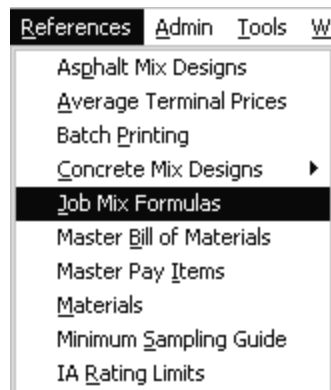 References Admin Tools W
Asphalt Mix Designs
Average Terminal Prices
Batch Printing
Concrete Mix Designs
Job Mix Formulas
Master Bill of Materials
Master Pay Items
Materials
Minimum Sampling Guide
IA Rating Limits